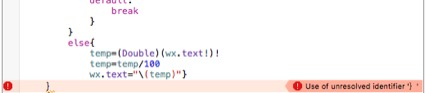 default:
break
}
}
else{
temp=(Double)(wx.text!)!
temp=temp/100
wx.text="\(temp)"}
} Use of unresolved identifier '} '